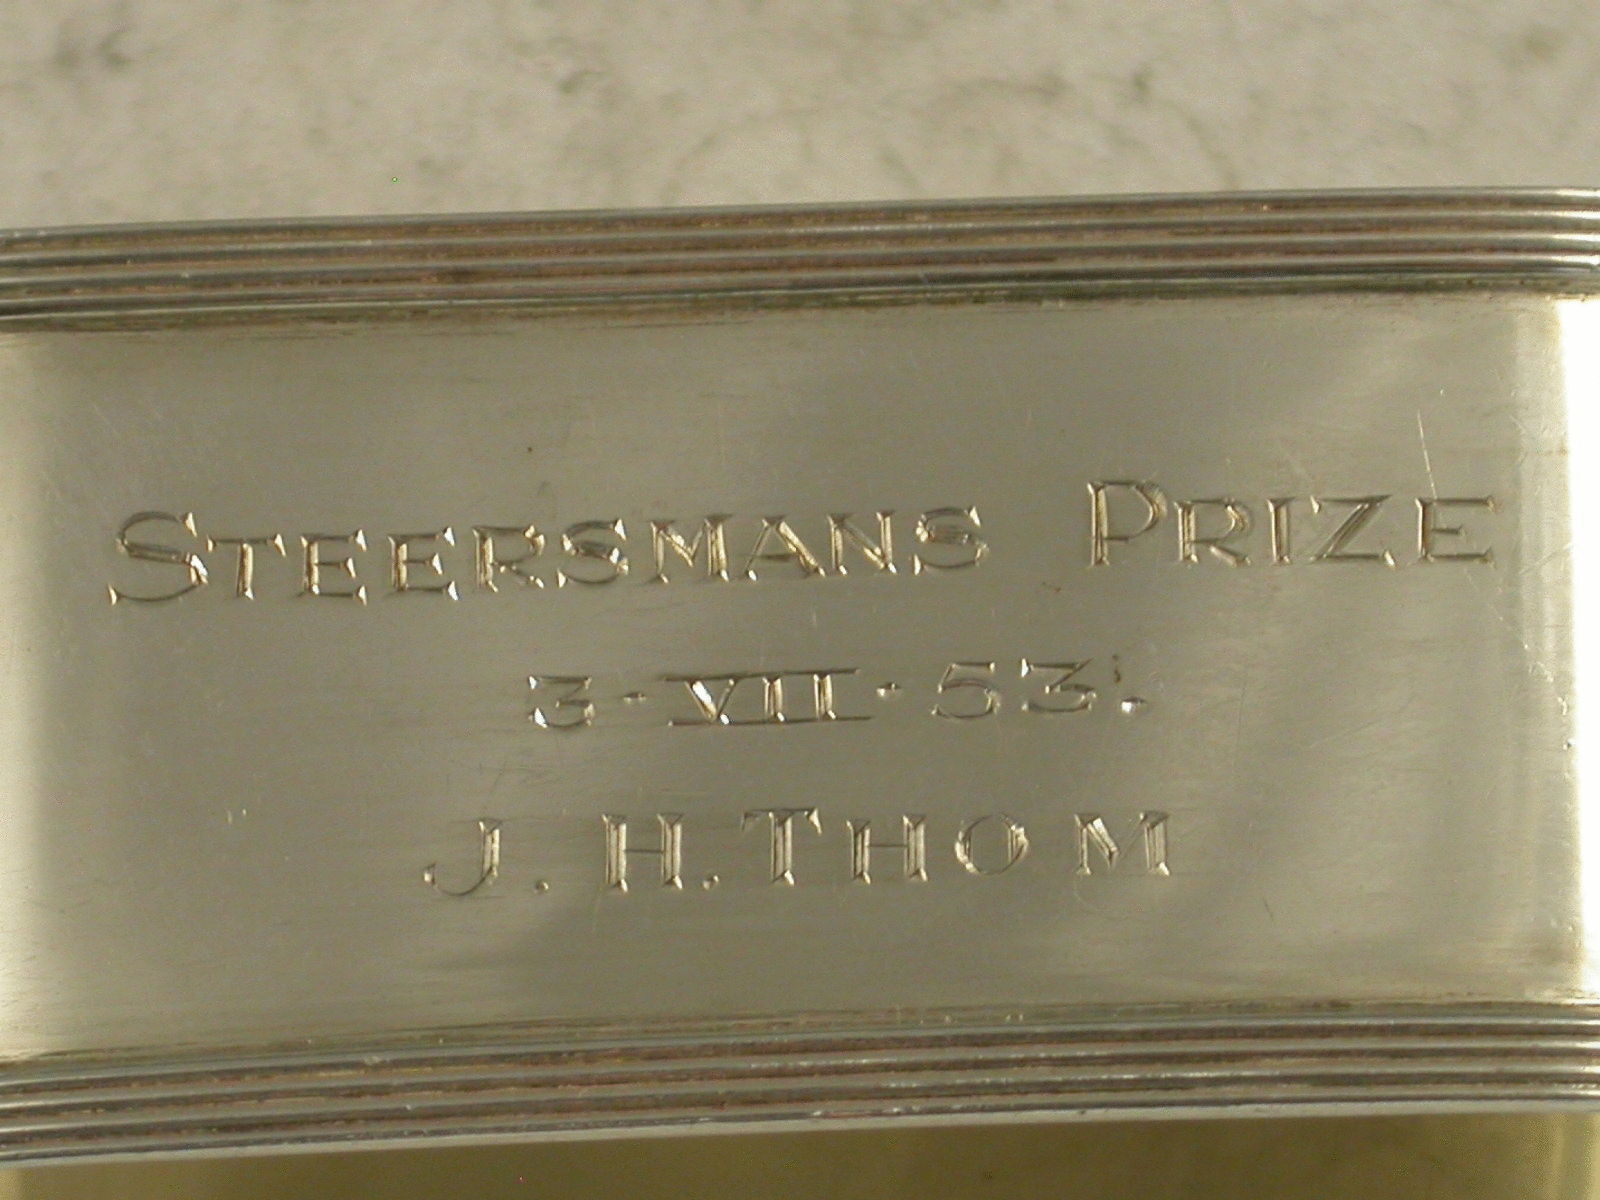 STEERSMANS PRIZE
3·VII·53.
J. H. THOM